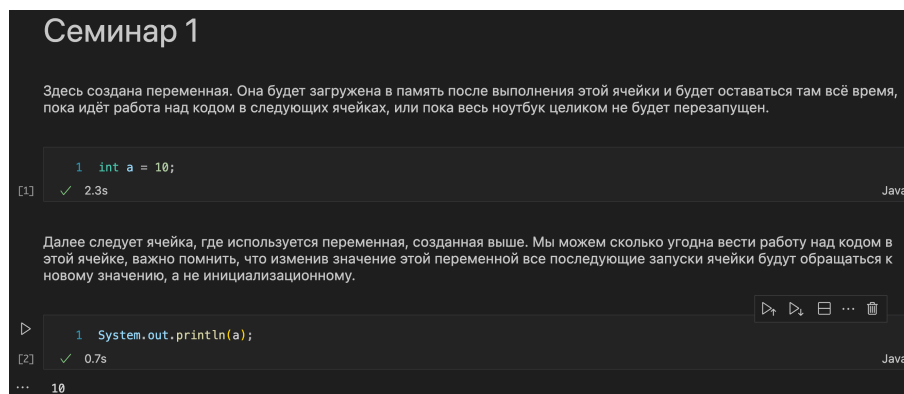 Семинар 1
Здесь создана переменная. Она будет загружена в память после выполнения этой ячейки и будет оставаться там всё время,
пока идёт работа над кодом в следующих ячейках, или пока весь ноутбук целиком не будет перезапущен.
1 int a = 10;
[1] 2.3s Java
Далее следует ячейка, где используется переменная, созданная выше. Мы можем сколько угодна вести работу над кодом в
этой ячейке, важно помнить, что изменив значение этой переменной все последующие запуски ячейки будут обращаться к
новому значению, а не инициализационному.
1 System.out.println(a);
[2] 0.7s Java
10